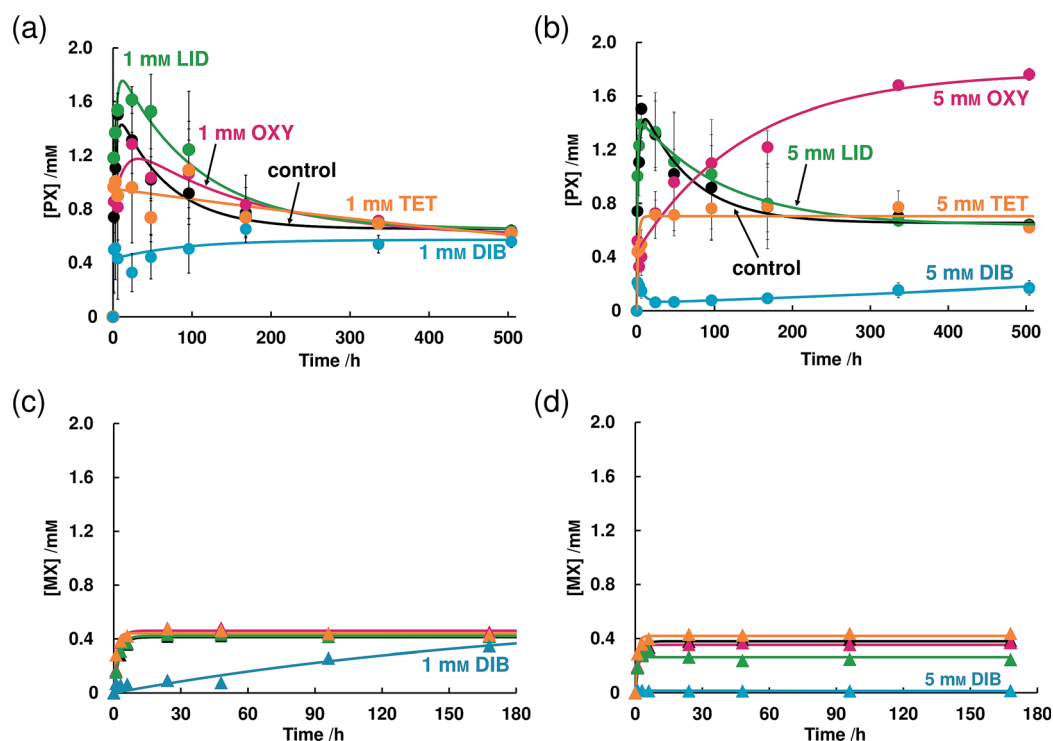 (a)
[PX] /mM
2.0
1.6
1.2
0.8
0.4
0
1 mM LID
1 mM OXY
control
1 mM TET
1 mM DIB
0 100 200 300 400 500
Time /h
(b)
[PX] /mM
2.0
1.6
1.2
0.8
0.4
0
5 mM OXY
5 mM LID
5 mM TET
control
5 mM DIB
0 100 200 300 400 500
Time /h
(c)
[MX] /mM
2.0
1.6
1.2
0.8
0.4
0
1 mM DIB
0 30 60 90 120 150 180
Time /h
(d)
[MX] /mM
2.0
1.6
1.2
0.8
0.4
0
5 mM DIB
0 30 60 90 120 150 180
Time /h